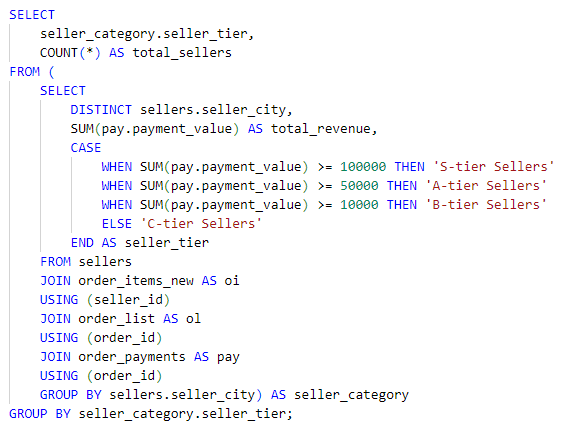 SELECT
    seller_category.seller_tier,
    COUNT(*) AS total_sellers
FROM (
    SELECT
        DISTINCT sellers.seller_city,
        SUM(pay.payment_value) AS total_revenue,
        CASE
            WHEN SUM(pay.payment_value) >= 100000 THEN 'S-tier Sellers'
            WHEN SUM(pay.payment_value) >= 50000 THEN 'A-tier Sellers'
            WHEN SUM(pay.payment_value) >= 10000 THEN 'B-tier Sellers'
            ELSE 'C-tier Sellers'
        END AS seller_tier
    FROM sellers
    JOIN order_items_new AS oi
    USING (seller_id)
    JOIN order_list AS ol
    USING (order_id)
    JOIN order_payments AS pay
    USING (order_id)
    GROUP BY sellers.seller_city) AS seller_category
GROUP BY seller_category.seller_tier;